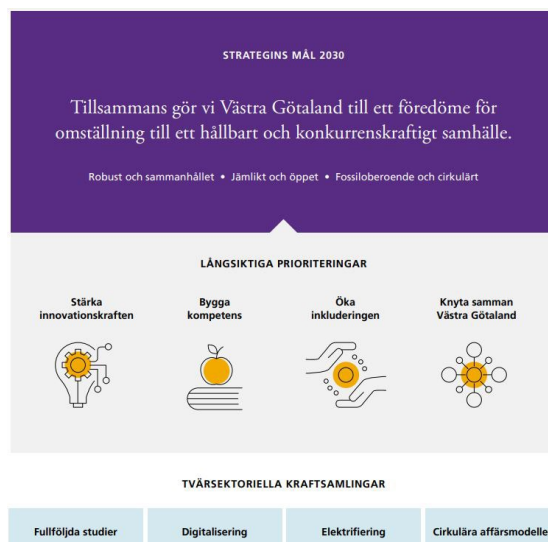 STRATEGINS MÅL 2030
Tillsammans gör vi Västra Götaland till ett föredöme för
omställning till ett hållbart och konkurrenskraftigt samhälle.
Robust och sammanhållet • Jämlikt och öppet • Fossiloberoende och cirkulärt
LÅNGSIKTIGA PRIORITERINGAR
Stärka
innovationskraften
Bygga
kompetens
Öka
inkluderingen
Knyta samman
Västra Götaland
TVÄRSEKTORIELLA KRAFTSAMLINGAR
Fullföljda studier
Digitalisering
Elektrifiering
Cirkulära affärsmodelle